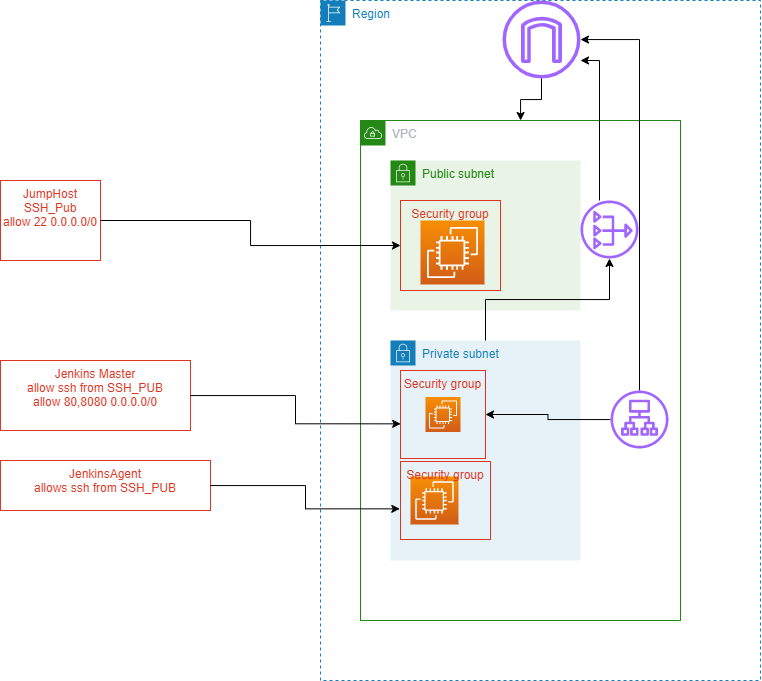 Region
VPC
Public subnet
JumpHost
SSH_Pub
allow 22 0.0.0.0/0
Security group
Private subnet
Jenkins Master
allow ssh from SSH_PUB
allow 80,8080 0.0.0.0/0
Security group
JenkinsAgent
allows ssh from SSH_PUB
Security group